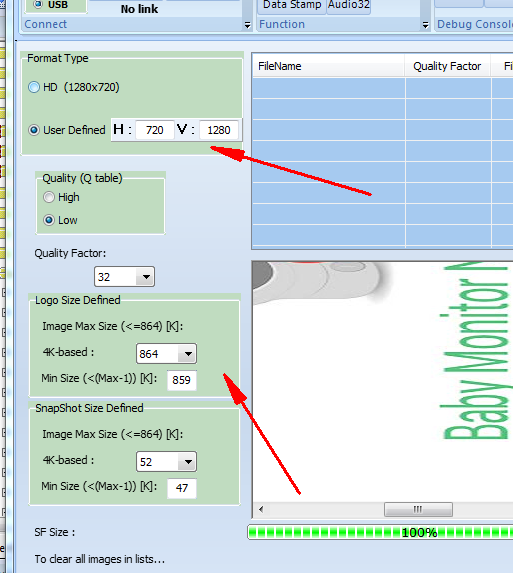 USB
No link
Data Stamp
Audio32
Connect
Function
Debug Consol
Format Type
HD (1280x720)
User Defined H : 720 V : 1280
Quality (Q table)
High
Low
Quality Factor:
32
Logo Size Defined
Image Max Size (<=864) [K]:
4K-based : 864
Min Size (<(Max-1)) [K]: 859
SnapShot Size Defined
Image Max Size (<=864) [K]:
4K-based : 52
Min Size (<(Max-1)) [K]: 47
SF Size :
To clear all images in lists...
FileName Quality Factor Fi
Baby Monitor
100%